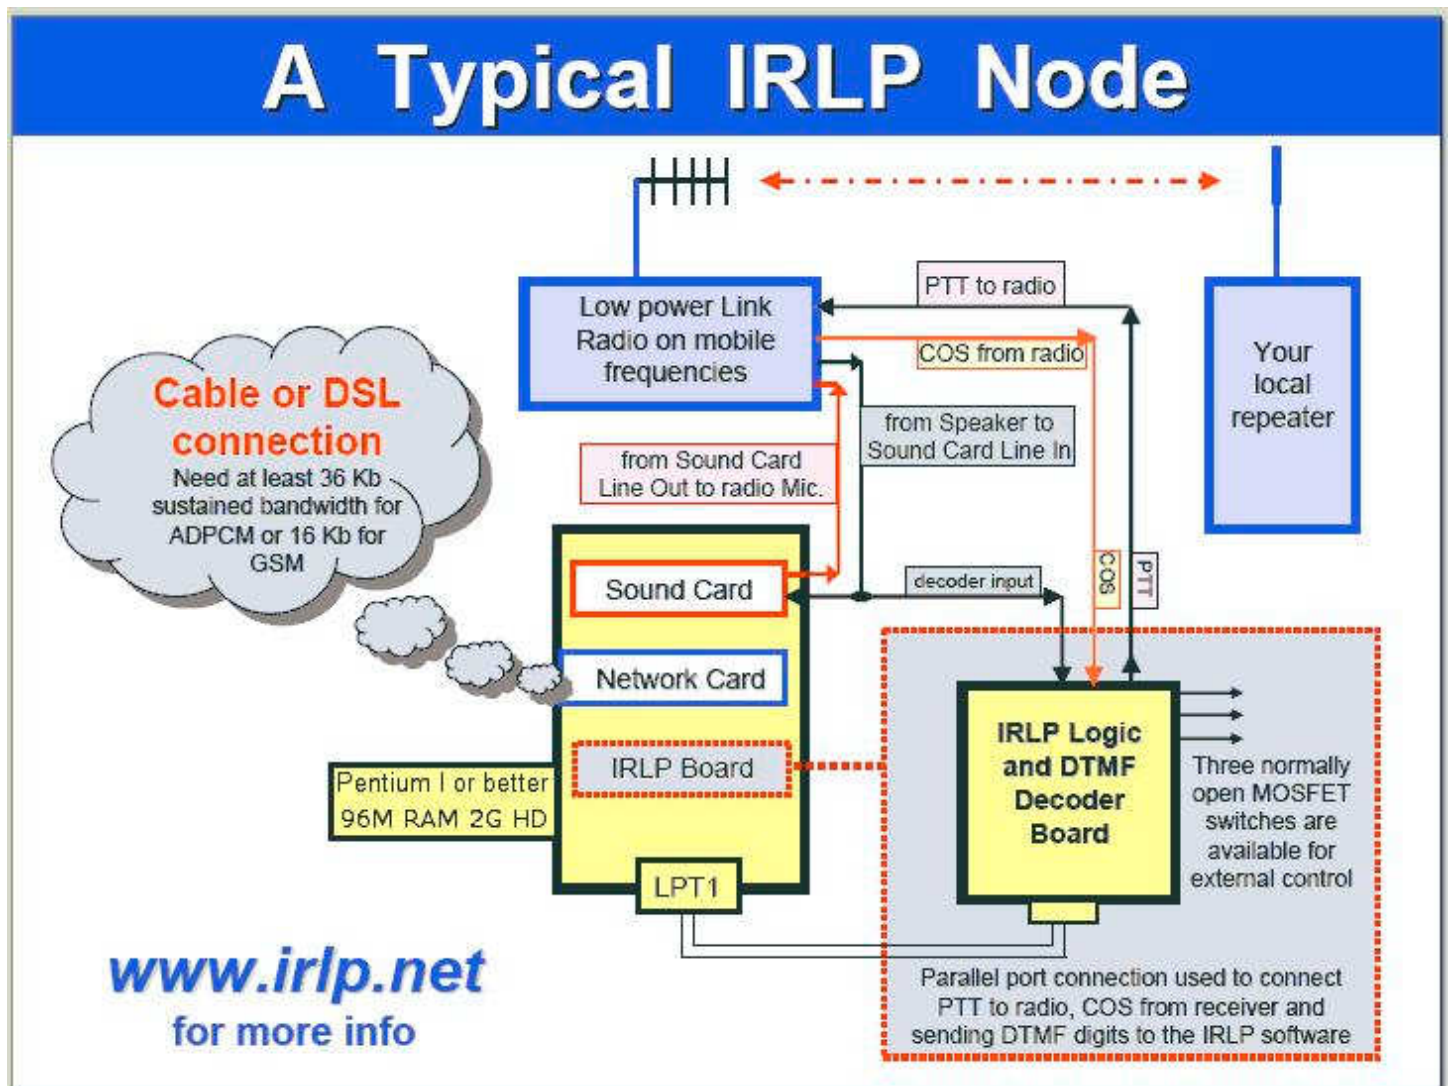 A Typical IRLP Node
Low power Link
Radio on mobile
frequencies
PTT to radio
COS from radio
Your
local
repeater
Cable or DSL
connection
Need at least 36 Kb
sustained bandwidth for
ADPCM or 16 Kb for
GSM
from Speaker to
Sound Card Line In
from Sound Card
Line Out to radio Mic.
Sound Card
decoder input
COS
PTT
Network Card
IRLP Board
Pentium I or better
96M RAM 2G HD
LPT1
IRLP Logic
and DTMF
Decoder
Board
Three normally
open MOSFET
switches are
available for
external control
Parallel port connection used to connect
PTT to radio, COS from receiver and
sending DTMF digits to the IRLP software
www.irlp.net
for more info